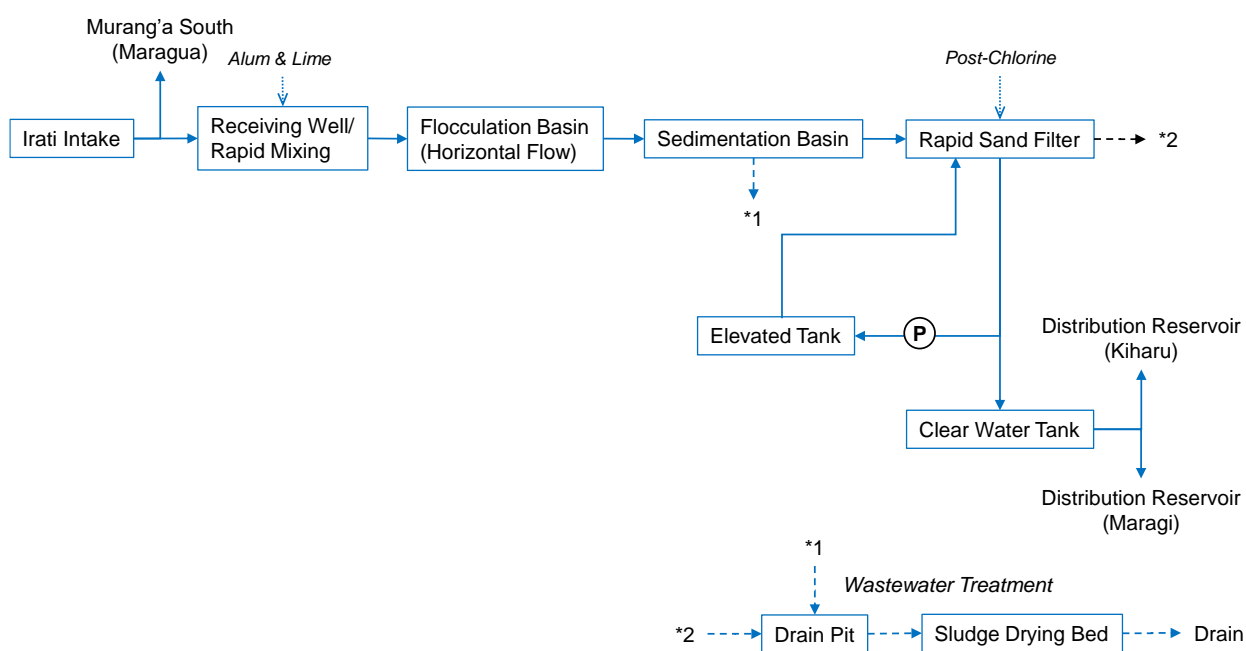 Murang’a South
(Maragua)
Alum & Lime
Post-Chlorine
Irati Intake
Receiving Well/
Rapid Mixing
Flocculation Basin
(Horizontal Flow)
Sedimentation Basin
Rapid Sand Filter
*2
*1
Elevated Tank
P
Distribution Reservoir
(Kiharu)
Clear Water Tank
Distribution Reservoir
(Maragi)
*1
Wastewater Treatment
*2
Drain Pit
Sludge Drying Bed
Drain